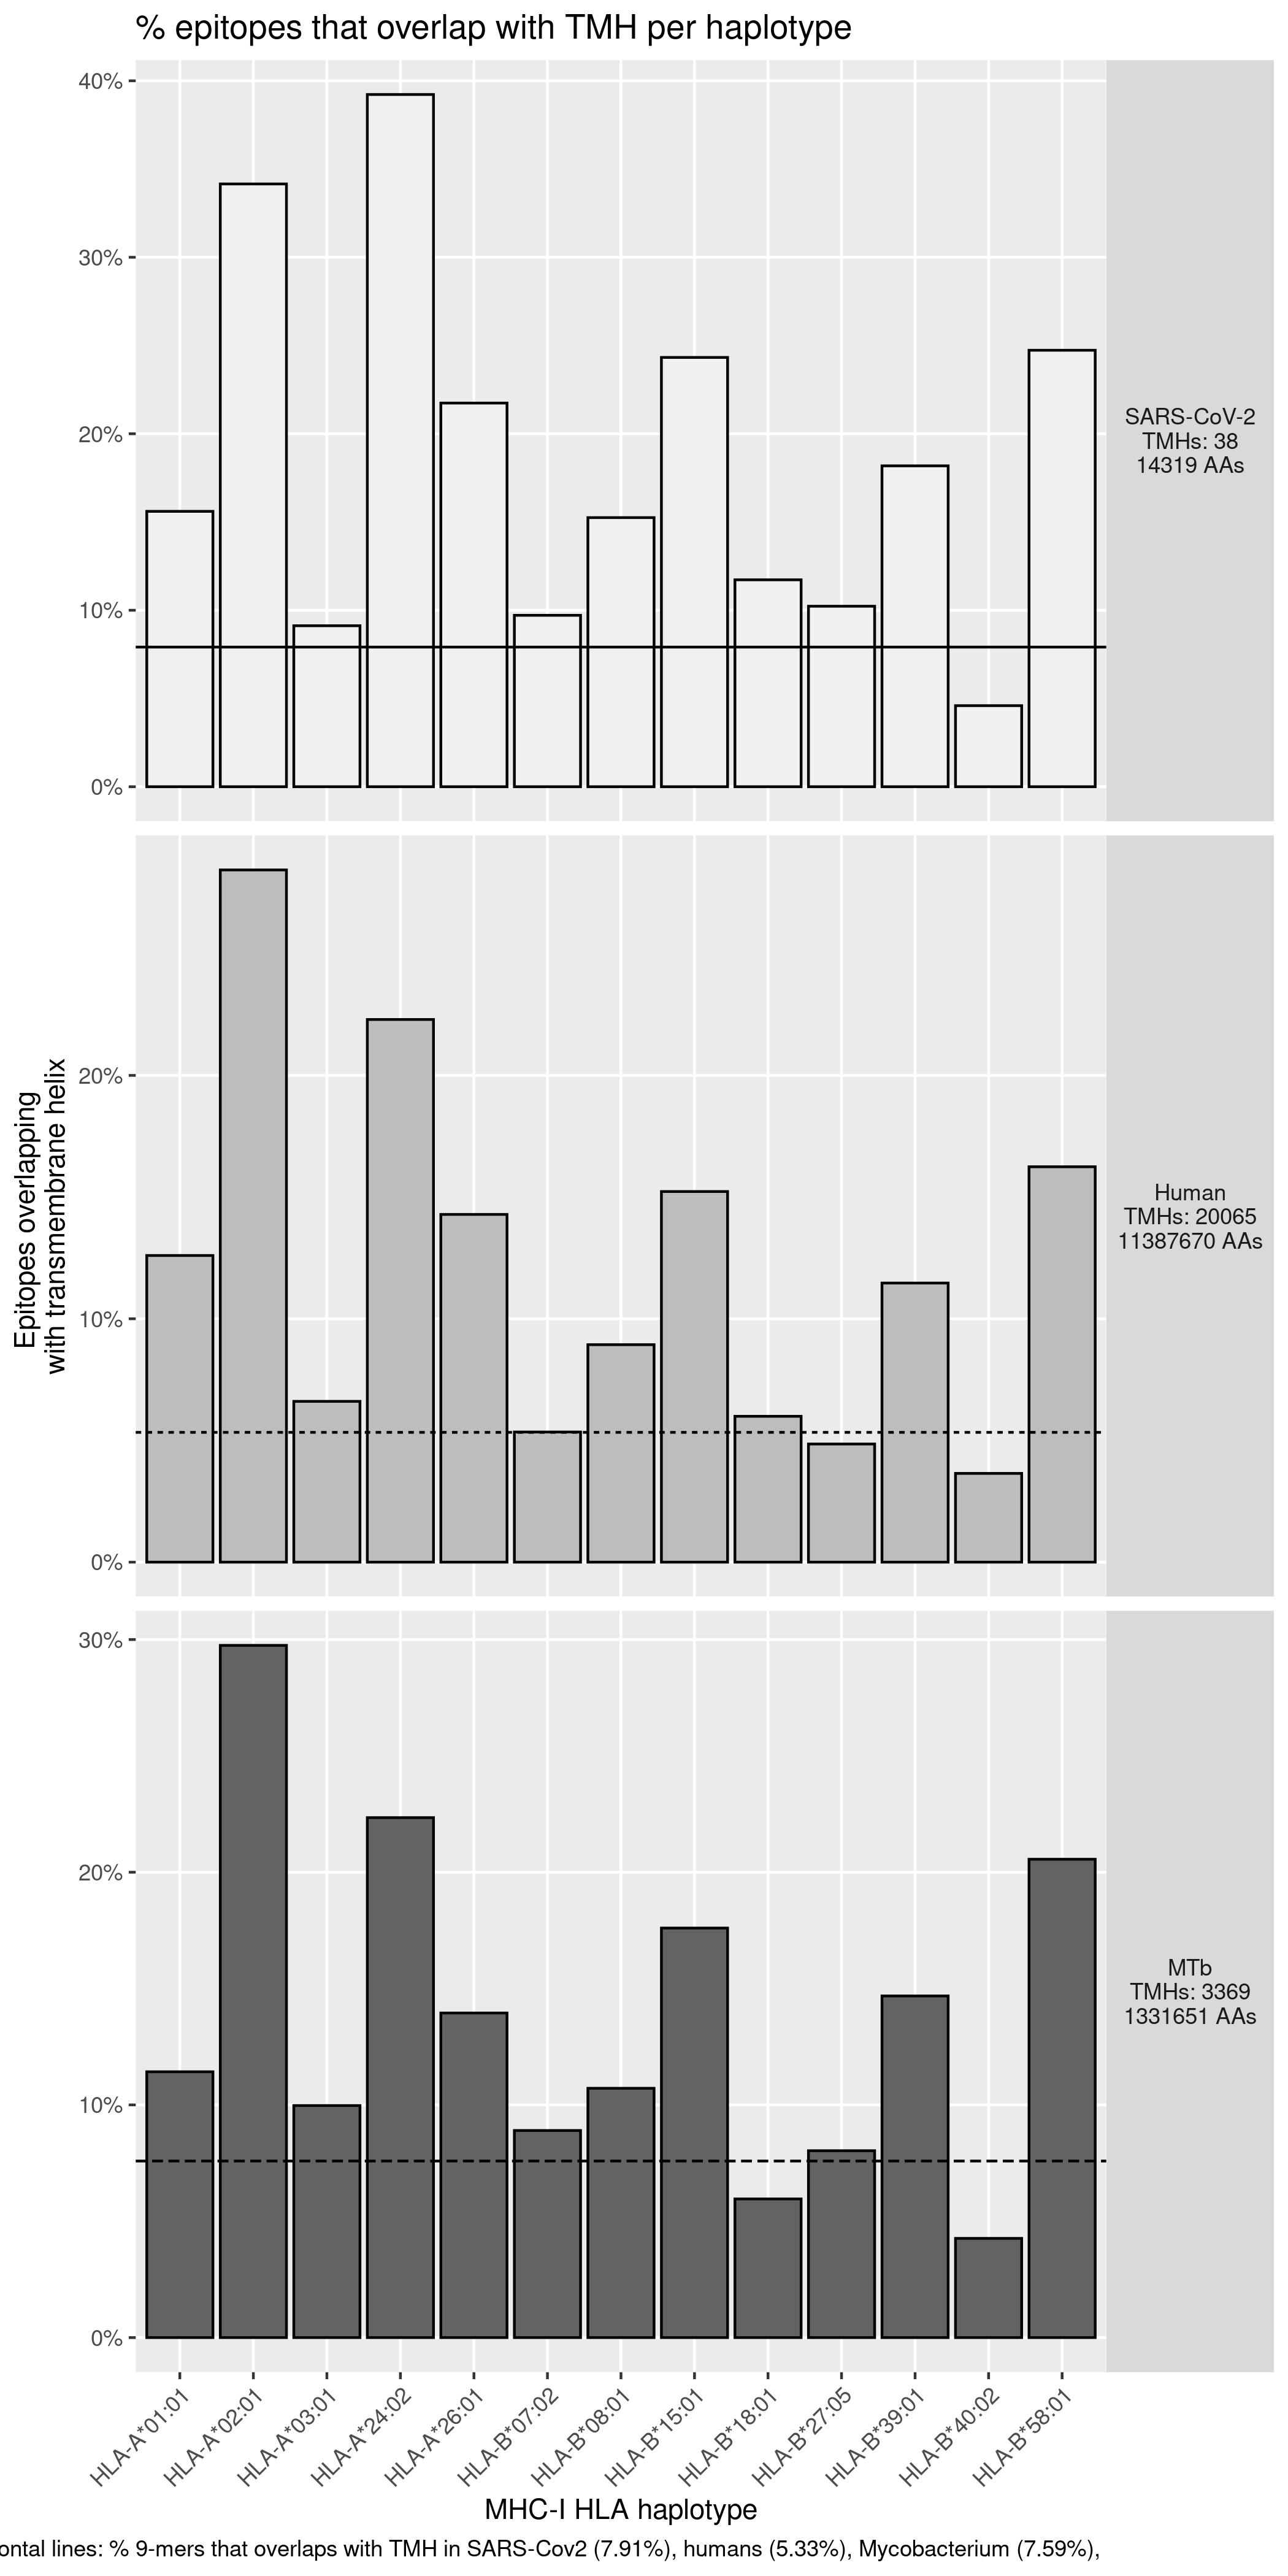 % epitopes that overlap with TMH per haplotype
40%
30%
20%
10%
0%
SARS-CoV-2
TMHs: 38
14319 AAs
Epitopes overlapping
with transmembrane helix
20%
10%
0%
Human
TMHs: 20065
11387670 AAs
30%
20%
10%
0%
MTb
TMHs: 3369
1331651 AAs
HLA-A*01:01
HLA-A*02:01
HLA-A*03:01
HLA-A*24:02
HLA-A*26:01
HLA-B*07:02
HLA-B*08:01
HLA-B*15:01
HLA-B*18:01
HLA-B*27:05
HLA-B*39:01
HLA-B*40:02
HLA-B*58:01
MHC-I HLA haplotype
ontal lines: % 9-mers that overlaps with TMH in SARS-Cov2 (7.91%), humans (5.33%), Mycobacterium (7.59%),